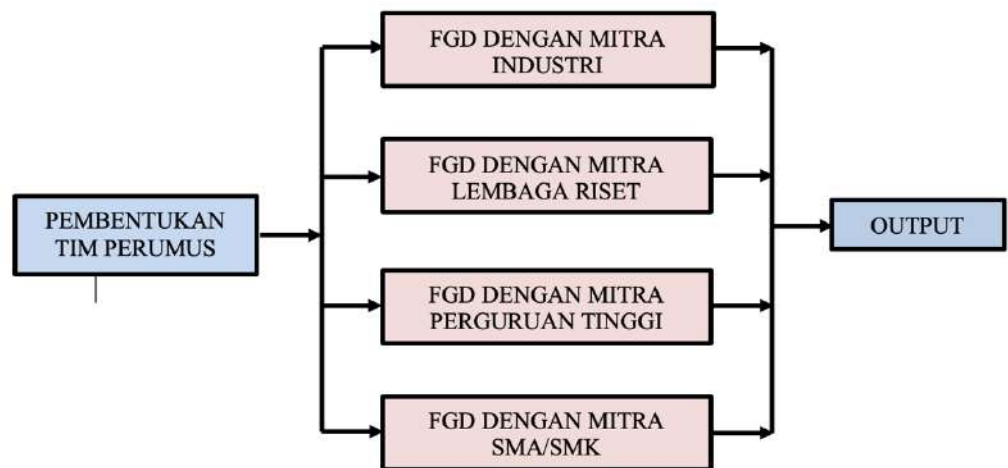 PEMBENTUKAN
TIM PERUMUS
FGD DENGAN MITRA
INDUSTRI
FGD DENGAN MITRA
LEMBAGA RISET
FGD DENGAN MITRA
PERGURUAN TINGGI
FGD DENGAN MITRA
SMA/SMK
OUTPUT